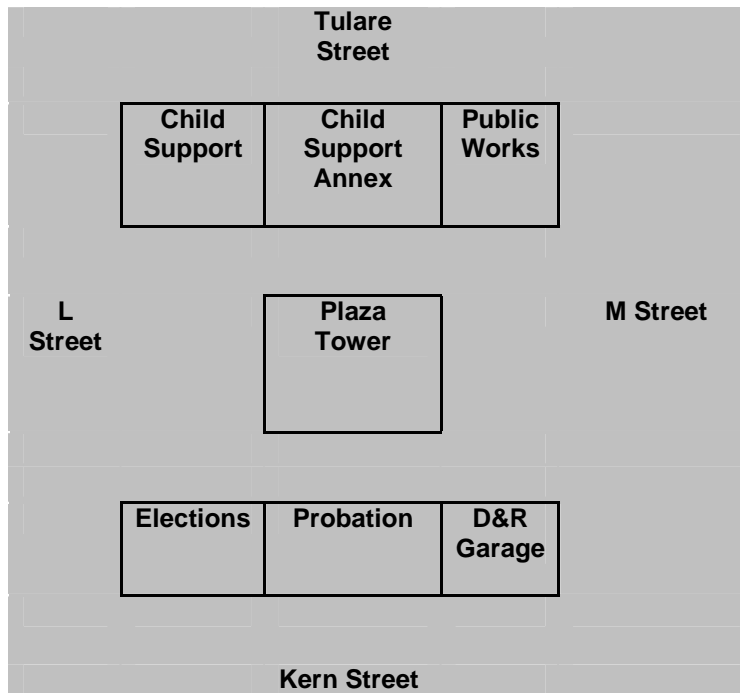 Tulare
Street
Child
Support
Child
Support
Annex
Public
Works
L
Street
Plaza
Tower
M Street
Elections
Probation
D&R
Garage
Kern Street